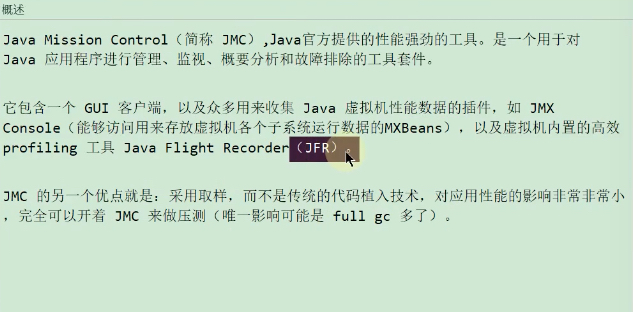 概述
Java Mission Control（简称 JMC）,Java官方提供的性能强劲的工具。是一个用于对
Java 应用程序进行管理、监视、概要分析和故障排除的工具套件。
它包含一个 GUI 客户端，以及众多用来收集 Java 虚拟机性能数据的插件，如 JMX
Console（能够访问用来存放虚拟机各个子系统运行数据的MXBeans），以及虚拟机内置的高效
profiling 工具 Java Flight Recorder（JFR）。
JMC 的另一个优点就是：采用取样，而不是传统的代码植入技术，对应用性能的影响非常非常小
，完全可以开着 JMC 来做压测（唯一影响可能是 full gc 多了）。